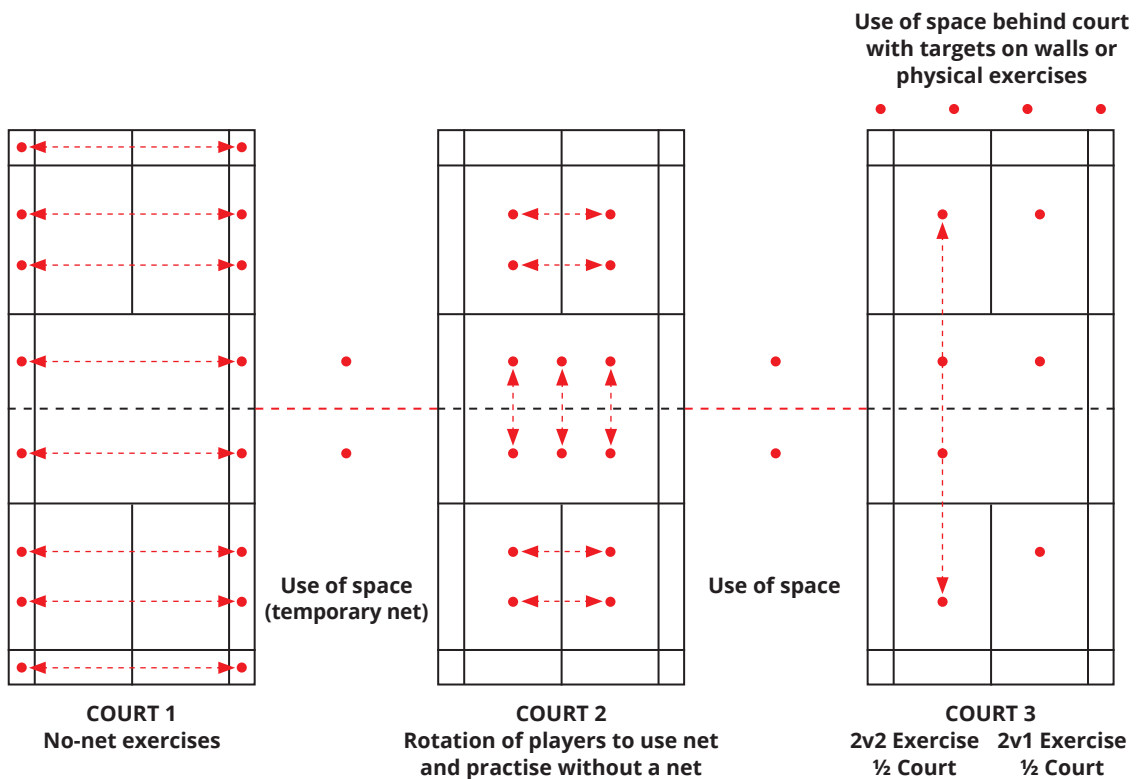 Use of space behind court
with targets on walls or
physical exercises
Use of space
(temporary net)
Use of space
COURT 1
No-net exercises
COURT 2
Rotation of players to use net
and practise without a net
COURT 3
2v2 Exercise
½ Court
2v1 Exercise
½ Court